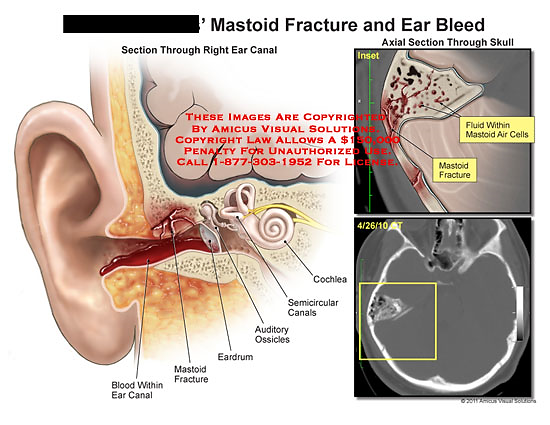 s’ Mastoid Fracture and Ear Bleed
Section Through Right Ear Canal
Axial Section Through Skull
Inset
These Images Are Copyrighted
By Amicus Visual Solutions.
Copyright Law Allows A $150,000
Penalty For Unauthorized Use.
Call 1-877-303-1952 For License.
Fluid Within
Mastoid Air Cells
Mastoid
Fracture
4/26/10 CT
Cochlea
Semicircular
Canals
Auditory
Ossicles
Eardrum
Mastoid
Fracture
Blood Within
Ear Canal
© 2011 Amicus Visual Solutions